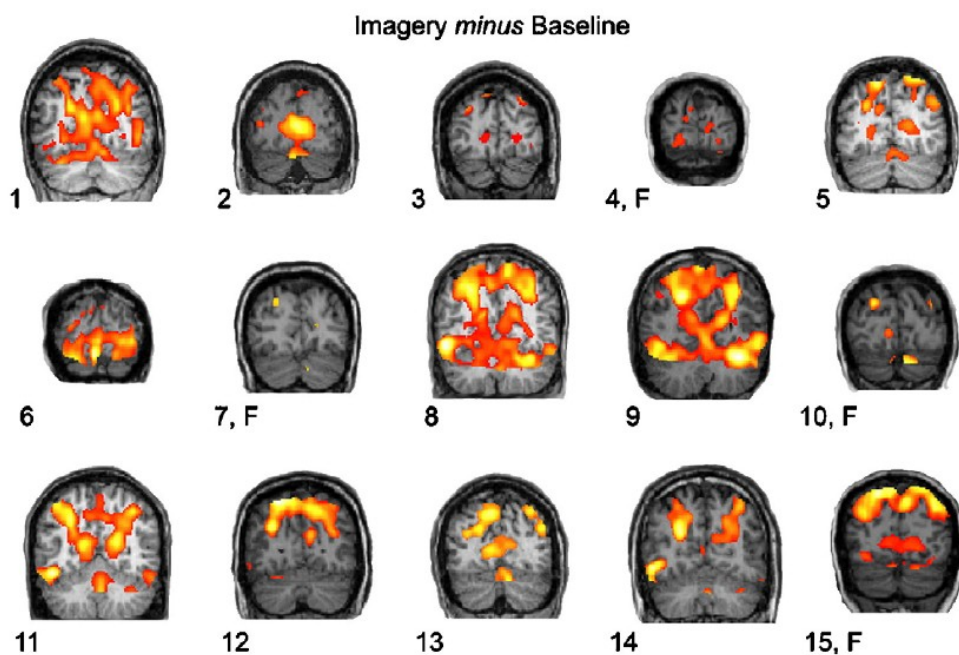 Imagery minus Baseline
1 2 3 4, F 5
6 7, F 8 9 10, F
11 12 13 14 15, F